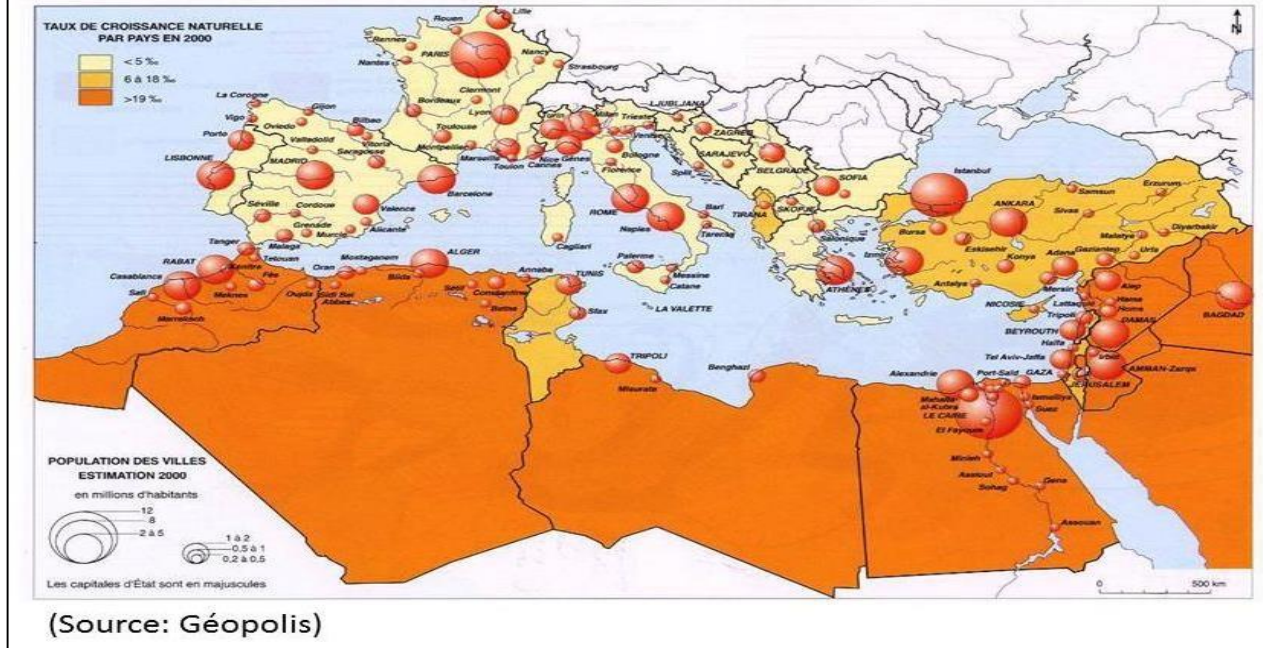 TAUX DE CROISSANCE NATURELLE
PAR PAYS EN 2000
< 5 ‰
6 à 18 ‰
>19 ‰
N
Lille
Rouen
Rennes
PARIS
Nancy
Nantes
Strasbourg
Clermont
La Corogne
Gijon
Bordeaux
Lyon
Turin
Milan
Trieste
LJUBLJANA
Vigo
Oviedo
Bilbao
Toulouse
ZAGREB
Porto
Valladolid
Vitoria
Montpellier
Saragosse
Marseille
Toulon
Cannes
Nice
Gênes
Bologne
Florence
SARAJEVO
BELGRADE
Split
SOFIA
LISBONNE
MADRID
Barcelone
Istanbul
Samsun
Erzurum
ROME
Bari
TIRANA
SKOPJE
ANKARA
Sivas
Séville
Cordoue
Valence
Naples
Tarente
Salonique
Bursa
Eskisehir
Malatya
Diyarbakir
Grenade
Murcie
Alicante
Cagliari
Izmir
Konya
Adana
Gaziantep
Urfa
Tanger
Malaga
Palerme
Messine
Catane
ATHÈNES
Antalya
Mersin
Alep
RABAT
Tetouan
Mostaganem
ALGER
Annaba
TUNIS
NICOSIE
Lattaquié
Hama
Homs
Casablanca
Kenitra
Fès
Oran
Blida
LA VALETTE
Tripoli
BAGDAD
Safi
Meknes
Oujda
Sidi Bel
Abbes
Sétif
Constantine
Batna
Sfax
BEYROUTH
DAMAS
Marrakech
Haïfa
Irbid
TRIPOLI
Benghazi
Tel Aviv-Jaffa
AMMAN-Zarqa
Misurata
Alexandrie
Port-Saïd
GAZA
JÉRUSALEM
Mahalla
al-Kubra
Ismaïliya
LE CAIRE
Suez
El Fayoum
Minieh
Assiout
Sohag
Qena
Assouan
POPULATION DES VILLES
ESTIMATION 2000
en millions d'habitants
12
8
2 à 5
1 à 2
0,5 à 1
0,2 à 0,5
Les capitales d'État sont en majuscules
0 500 km
(Source: Géopolis)